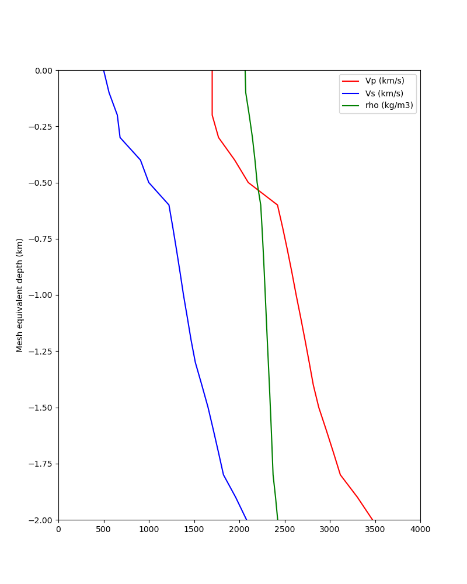 Vp (km/s)
Vs (km/s)
rho (kg/m3)
Mesh equivalent depth (km)
0.00
−0.25
−0.50
−0.75
−1.00
−1.25
−1.50
−1.75
−2.00
0 500 1000 1500 2000 2500 3000 3500 4000